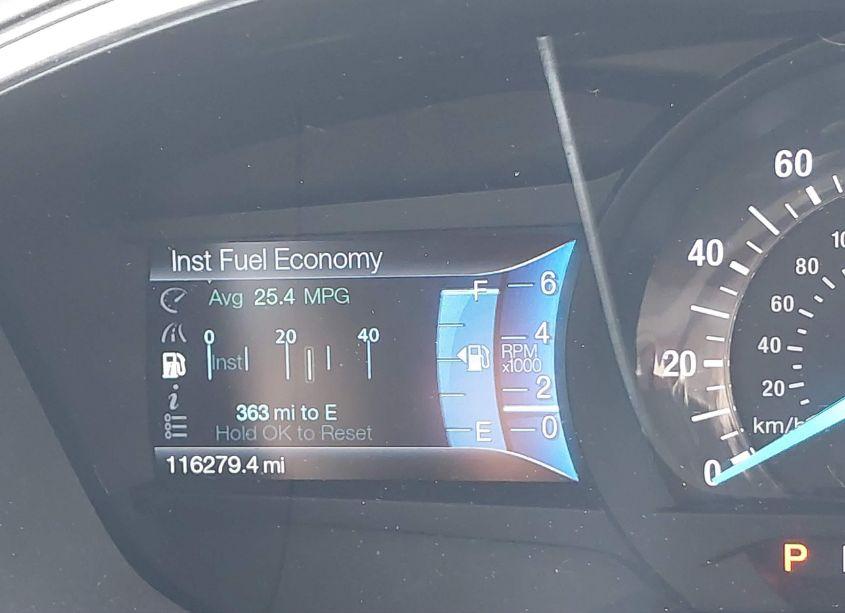 Inst Fuel Economy
Avg 25.4 MPG
0 20 40
Inst
363 mi to E
Hold OK to Reset
116279.4 mi
F
E
6
4
RPM
x1000
2
0
60
40
20
0
80
60
40
20
km/h
P